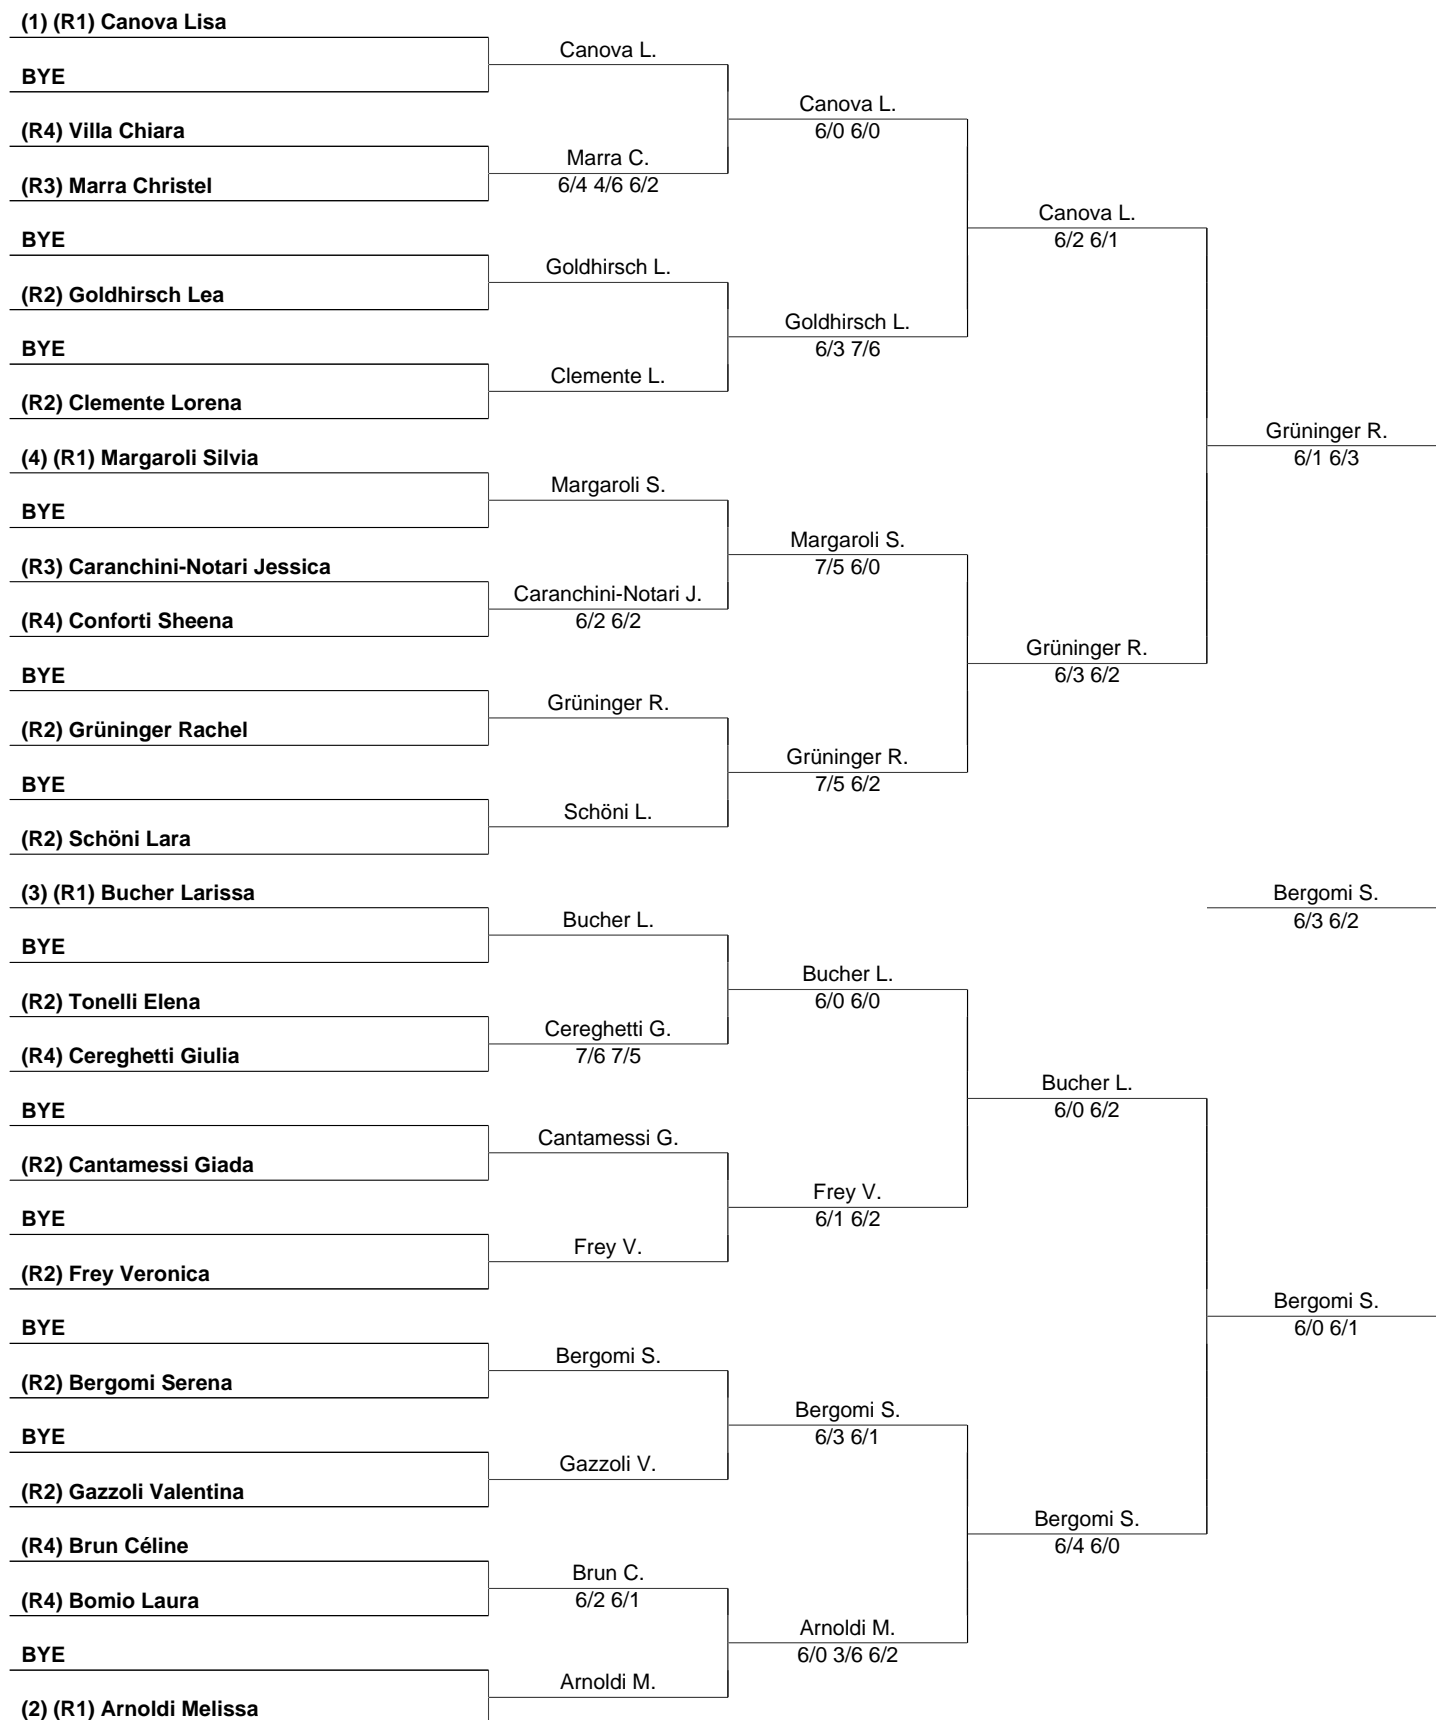 (1) (R1) Canova Lisa
Canova L.
BYE
Canova L.
6/0 6/0
(R4) Villa Chiara
Marra C.
6/4 4/6 6/2
(R3) Marra Christel
Canova L.
6/2 6/1
BYE
Goldhirsch L.
(R2) Goldhirsch Lea
Goldhirsch L.
6/3 7/6
BYE
Clemente L.
(R2) Clemente Lorena
Grüninger R.
6/1 6/3
(4) (R1) Margaroli Silvia
Margaroli S.
BYE
Margaroli S.
7/5 6/0
(R3) Caranchini-Notari Jessica
Caranchini-Notari J.
6/2 6/2
(R4) Conforti Sheena
Grüninger R.
6/3 6/2
BYE
Grüninger R.
(R2) Grüninger Rachel
Grüninger R.
7/5 6/2
BYE
Schöni L.
(R2) Schöni Lara
(3) (R1) Bucher Larissa
Bergomi S.
6/3 6/2
Bucher L.
BYE
Bucher L.
6/0 6/0
(R2) Tonelli Elena
Cereghetti G.
7/6 7/5
(R4) Cereghetti Giulia
Bucher L.
6/0 6/2
BYE
Cantamessi G.
(R2) Cantamessi Giada
Frey V.
6/1 6/2
BYE
Frey V.
(R2) Frey Veronica
Bergomi S.
6/0 6/1
BYE
Bergomi S.
(R2) Bergomi Serena
Bergomi S.
6/3 6/1
BYE
Gazzoli V.
(R2) Gazzoli Valentina
Bergomi S.
6/4 6/0
(R4) Brun Céline
Brun C.
6/2 6/1
(R4) Bomio Laura
Arnoldi M.
6/0 3/6 6/2
BYE
Arnoldi M.
(2) (R1) Arnoldi Melissa